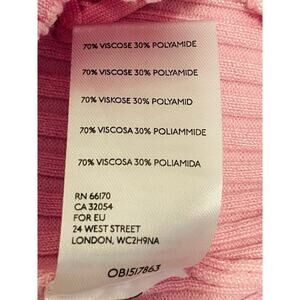 70% VISCOSE 30% POLYAMIDE
70% VISCOSE 30% POLYAMIDE
70% VISKOSE 30% POLYAMID
70% VISCOSA 30% POLIAMMIDE
70% VISCOSA 30% POLIAMIDA
RN 66170
CA 32054
FOR EU
24 WEST STREET
LONDON, WC2H9NA
OB1517863